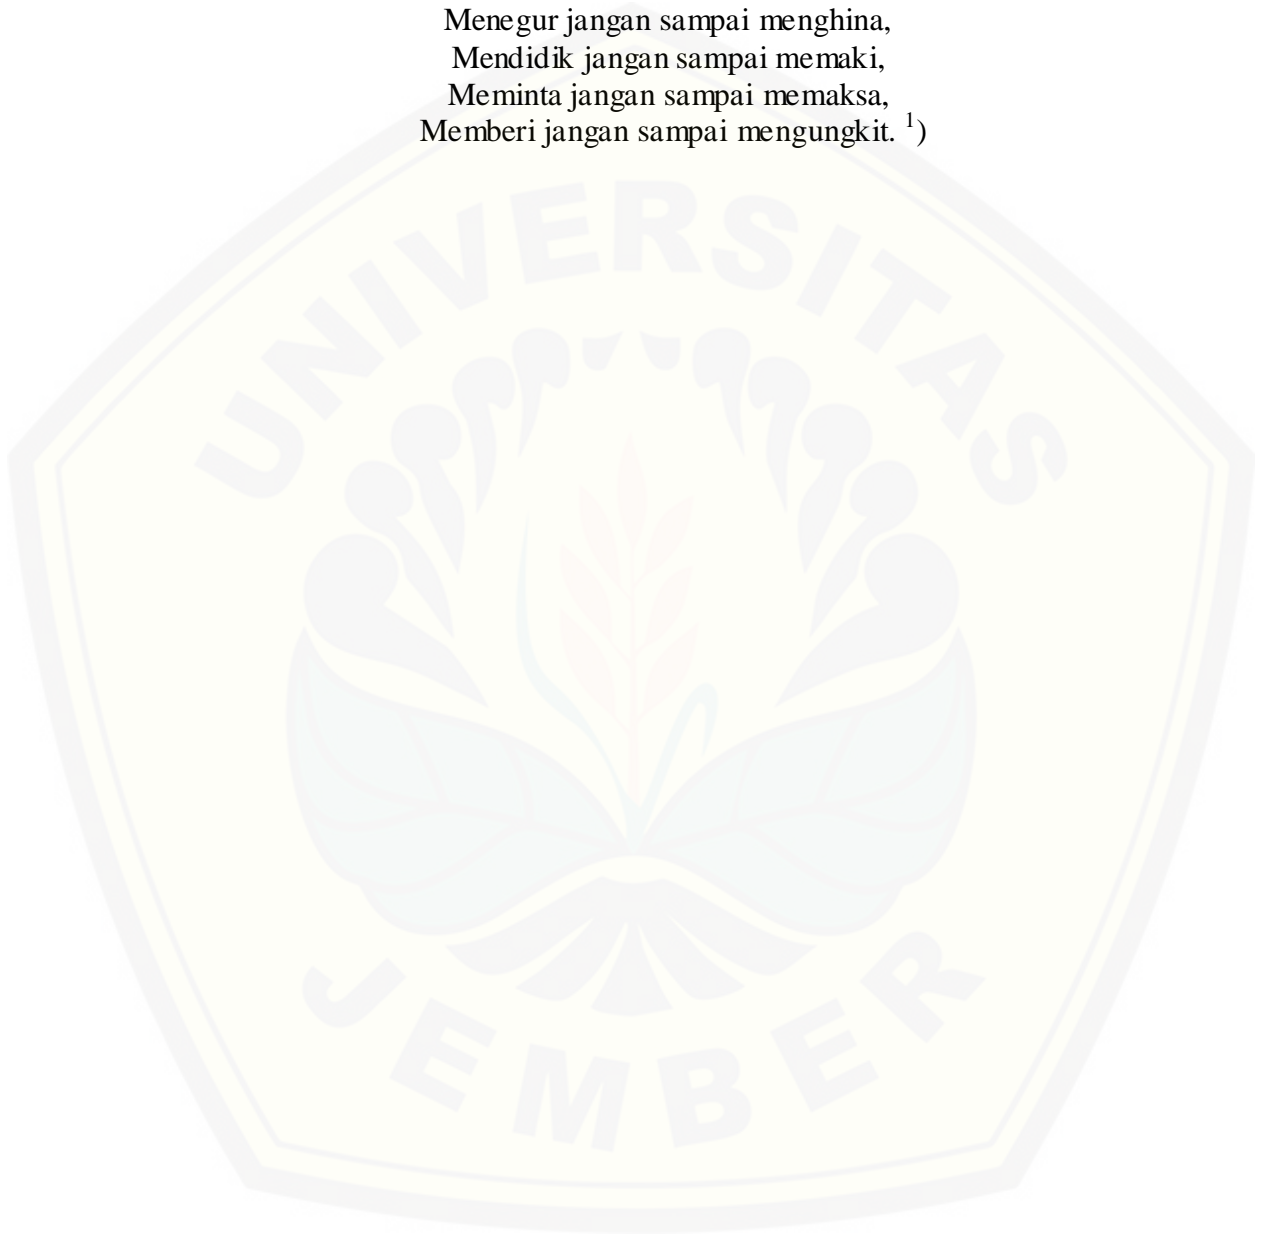 Menegur jangan sampai menghina,
Mendidik jangan sampai memaki,
Meminta jangan sampai memaksa,
Memberi jangan sampai mengungkit. ¹)
UNIVERSITAS
JEMBER